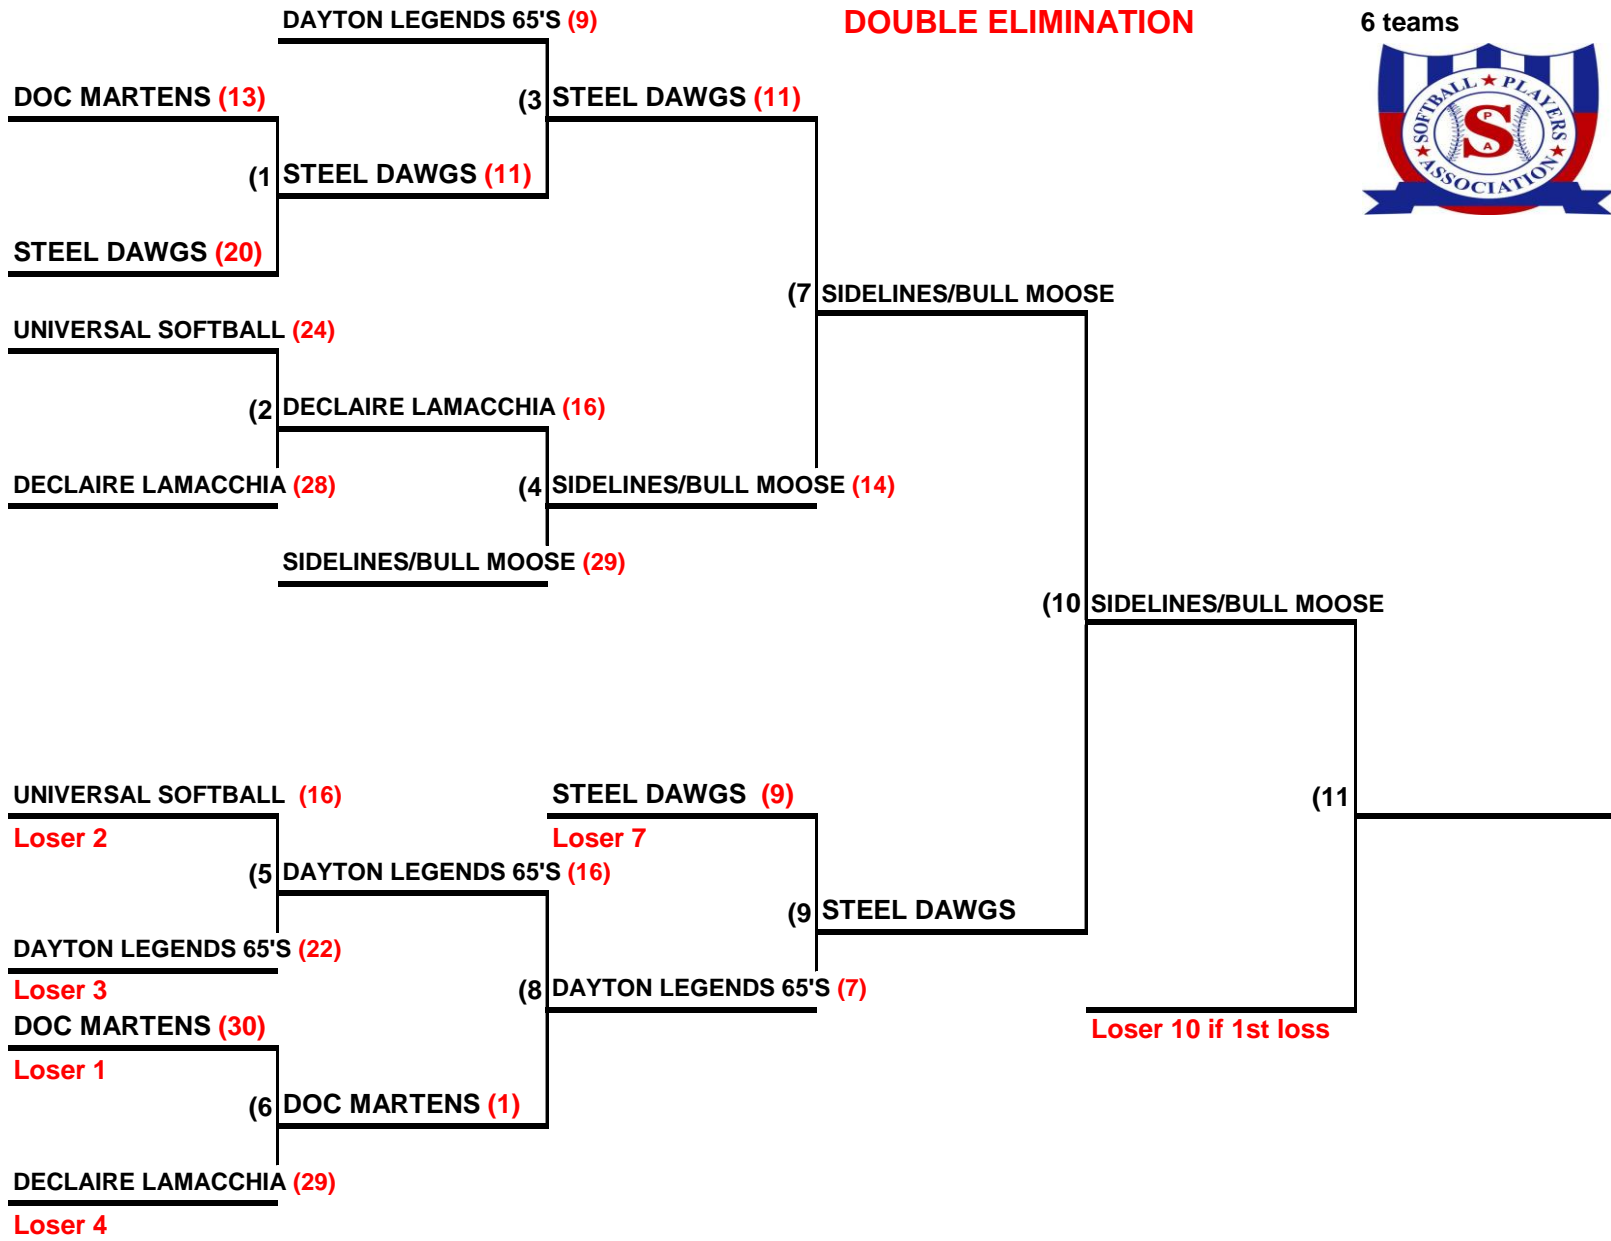 DAYTON LEGENDS 65'S (9)
DOUBLE ELIMINATION
6 teams
SOFTBALL ★ PLAYERS ★ ASSOCIATION ★
P
S
A
DOC MARTENS (13)
(3 STEEL DAWGS (11)
(1 STEEL DAWGS (11)
STEEL DAWGS (20)
(7 SIDELINES/BULL MOOSE
UNIVERSAL SOFTBALL (24)
(2 DECLAIRE LAMACCHIA (16)
DECLAIRE LAMACCHIA (28)
(4 SIDELINES/BULL MOOSE (14)
SIDELINES/BULL MOOSE (29)
(10 SIDELINES/BULL MOOSE
UNIVERSAL SOFTBALL (16)
STEEL DAWGS (9)
(11
Loser 2
Loser 7
(5 DAYTON LEGENDS 65'S (16)
(9 STEEL DAWGS
DAYTON LEGENDS 65'S (22)
Loser 3
(8 DAYTON LEGENDS 65'S (7)
DOC MARTENS (30)
Loser 10 if 1st loss
Loser 1
(6 DOC MARTENS (1)
DECLAIRE LAMACCHIA (29)
Loser 4